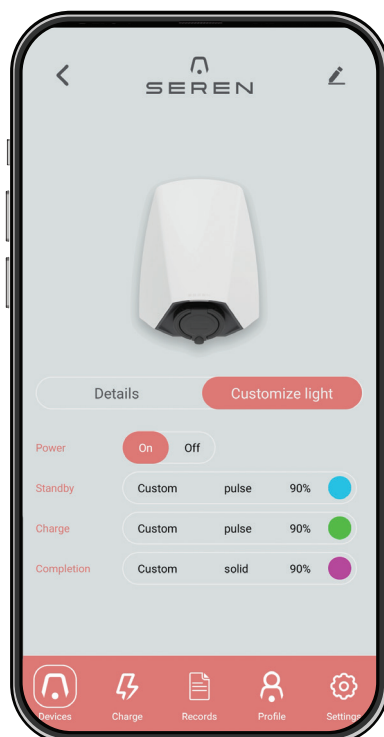 SEREN
Details Customize light
Power On Off
Standby Custom pulse 90%
Charge Custom pulse 90%
Completion Custom solid 90%
Devices Charge Records Profile Settings